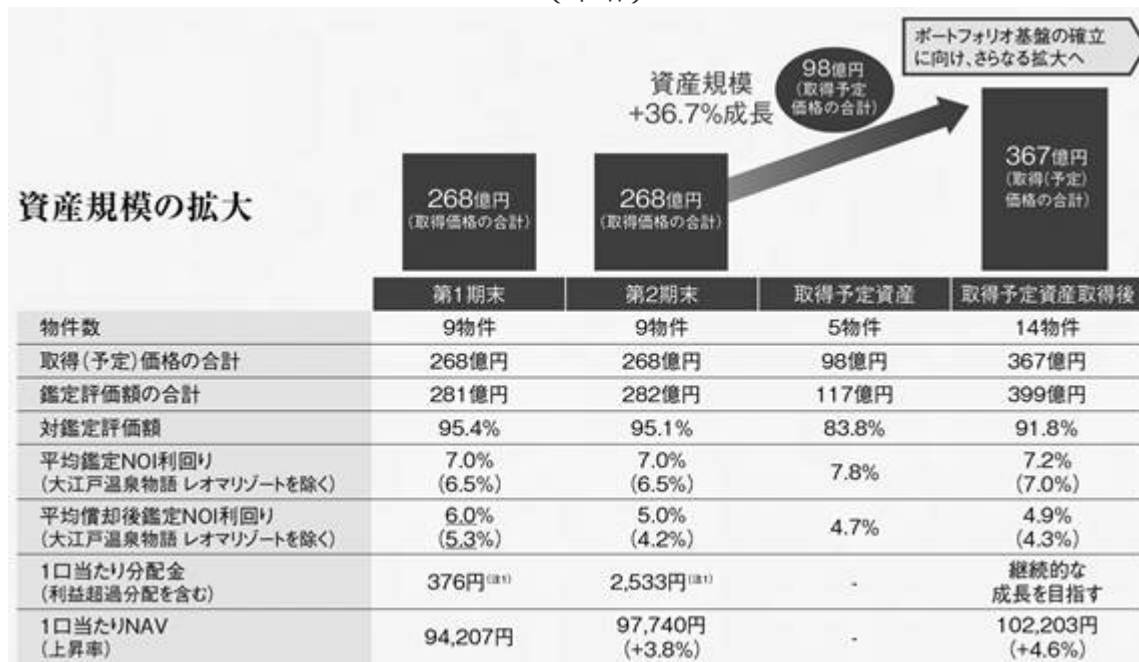 ポートフォリオ基盤の確立
に向け、さらなる拡大へ
資産規模
+36.7%成長
98億円
(取得予定
価格の合計)
資産規模の拡大
268億円
(取得価格の合計)
268億円
(取得価格の合計)
367億円
(取得(予定)
価格の合計)
第1期末 第2期末 取得予定資産 取得予定資産取得後
物件数 9物件 9物件 5物件 14物件
取得(予定)価格の合計 268億円 268億円 98億円 367億円
鑑定評価額の合計 281億円 282億円 117億円 399億円
対鑑定評価額 95.4% 95.1% 83.8% 91.8%
平均鑑定NOI利回り 7.0% 7.0% 7.8% 7.2%
(大江戸温泉物語 レオマリゾートを除く) (6.5%) (6.5%) (7.0%)
平均償却後鑑定NOI利回り 6.0% 5.0% 4.7% 4.9%
(大江戸温泉物語 レオマリゾートを除く) (5.3%) (4.2%) (4.3%)
1口当たり分配金 376円(注1) 2,533円(注1) - 継続的な
(利益超過分配を含む) 成長を目指す
1口当たりNAV 94,207円 97,740円 - 102,203円
(上昇率) (+3.8%) (+4.6%)